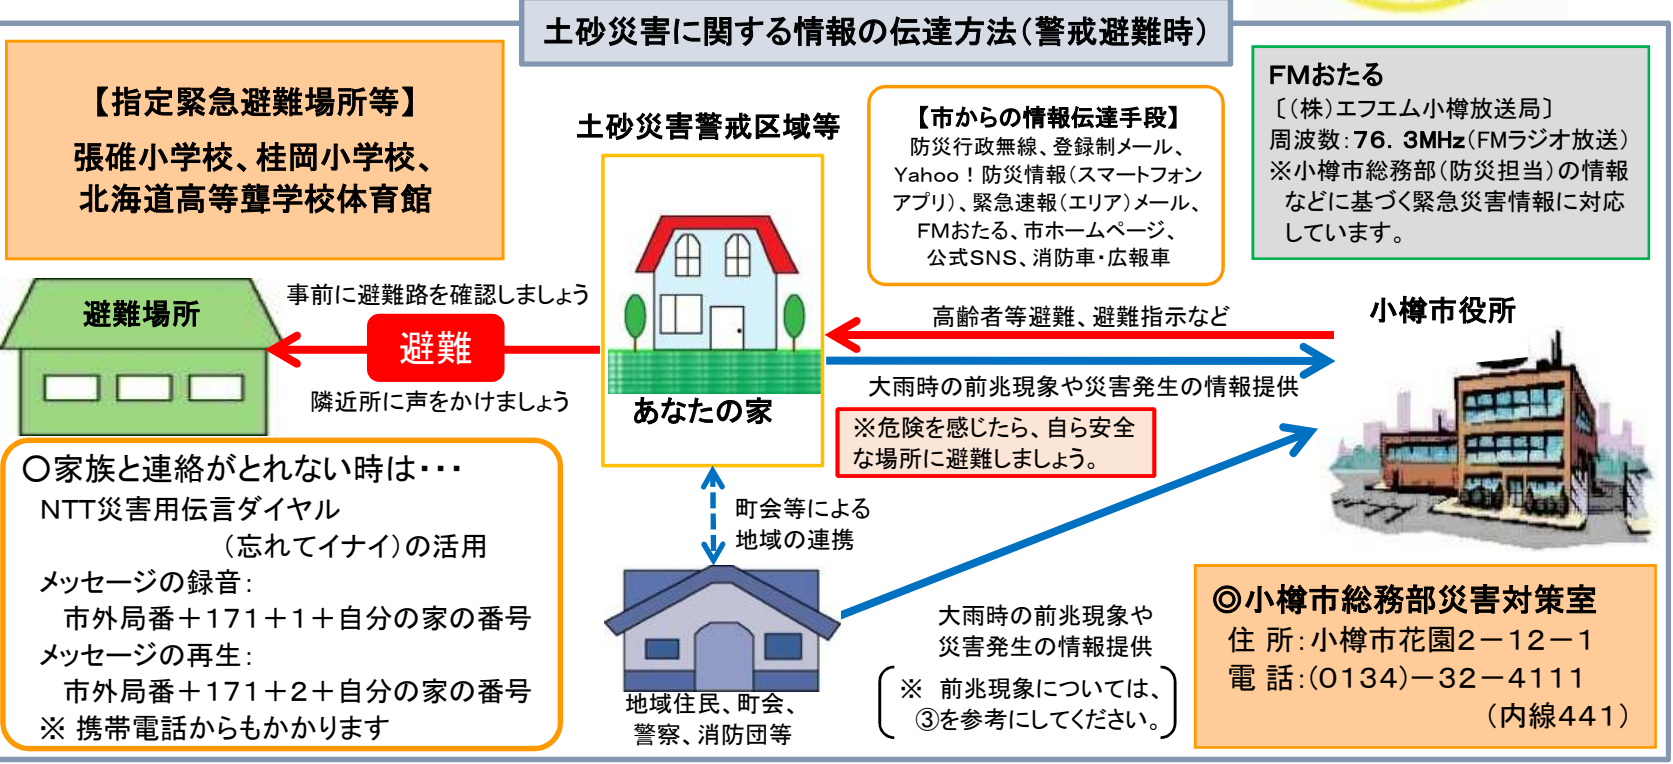 土砂災害に関する情報の伝達方法（警戒避難時）
【指定緊急避難場所等】
張碓小学校、桂岡小学校、
北海道高等聾学校体育館
土砂災害警戒区域等
【市からの情報伝達手段】
防災行政無線、登録制メール、
Yahoo！防災情報（スマートフォン
アプリ）、緊急速報（エリア）メール、
FMおたる、市ホームページ、
公式SNS、消防車・広報車
FMおたる
〔（株）エフエム小樽放送局〕
周波数：76．3MHz（FMラジオ放送）
※小樽市総務部（防災担当）の情報
などに基づく緊急災害情報に対応
しています。
避難場所
事前に避難路を確認しましょう
避難
隣近所に声をかけましょう
あなたの家
高齢者等避難、避難指示など
大雨時の前兆現象や災害発生の情報提供
※危険を感じたら、自ら安全
な場所に避難しましょう。
小樽市役所
〇家族と連絡がとれない時は・・・
NTT災害用伝言ダイヤル
（忘れてイナイ）の活用
メッセージの録音：
市外局番＋171＋1＋自分の家の番号
メッセージの再生：
市外局番＋171＋2＋自分の家の番号
※ 携帯電話からもかかります
町会等による
地域の連携
地域住民、町会、
警察、消防団等
大雨時の前兆現象や
災害発生の情報提供
※ 前兆現象については、
③を参考にしてください。
◎小樽市総務部災害対策室
住 所：小樽市花園2－12－1
電 話：(0134)－32－4111
（内線441）